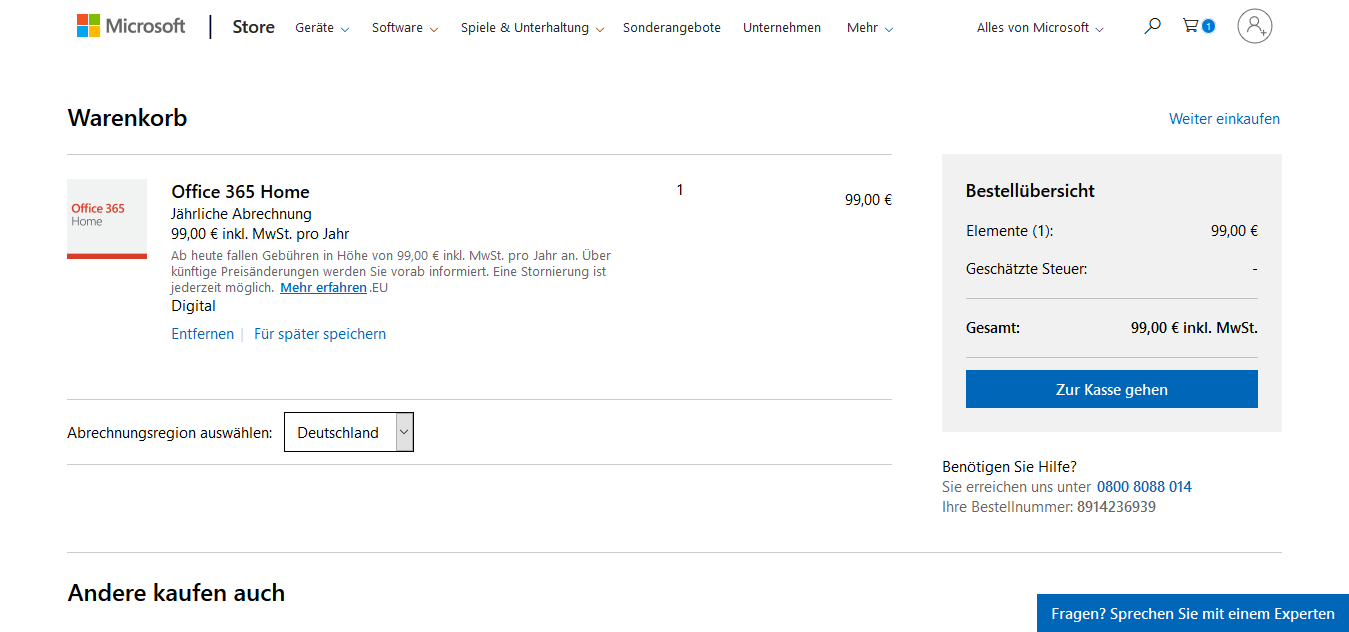 Microsoft Store Geräte Software Spiele & Unterhaltung Sonderangebote Unternehmen Mehr Alles von Microsoft 1
Warenkorb
Weiter einkaufen
Office 365
Home
Office 365 Home
1
99,00 €
Jährliche Abrechnung
99,00 € inkl. MwSt. pro Jahr
Ab heute fallen Gebühren in Höhe von 99,00 € inkl. MwSt. pro Jahr an. Über
künftige Preisänderungen werden Sie vorab informiert. Eine Stornierung ist
jederzeit möglich. Mehr erfahren.EU
Digital
Entfernen | Für später speichern
Abrechnungsregion auswählen: Deutschland
Bestellübersicht
Elemente (1): 99,00 €
Geschätzte Steuer: -
Gesamt: 99,00 € inkl. MwSt.
Zur Kasse gehen
Benötigen Sie Hilfe?
Sie erreichen uns unter 0800 8088 014
Ihre Bestellnummer: 8914236939
Andere kaufen auch
Fragen? Sprechen Sie mit einem Experten